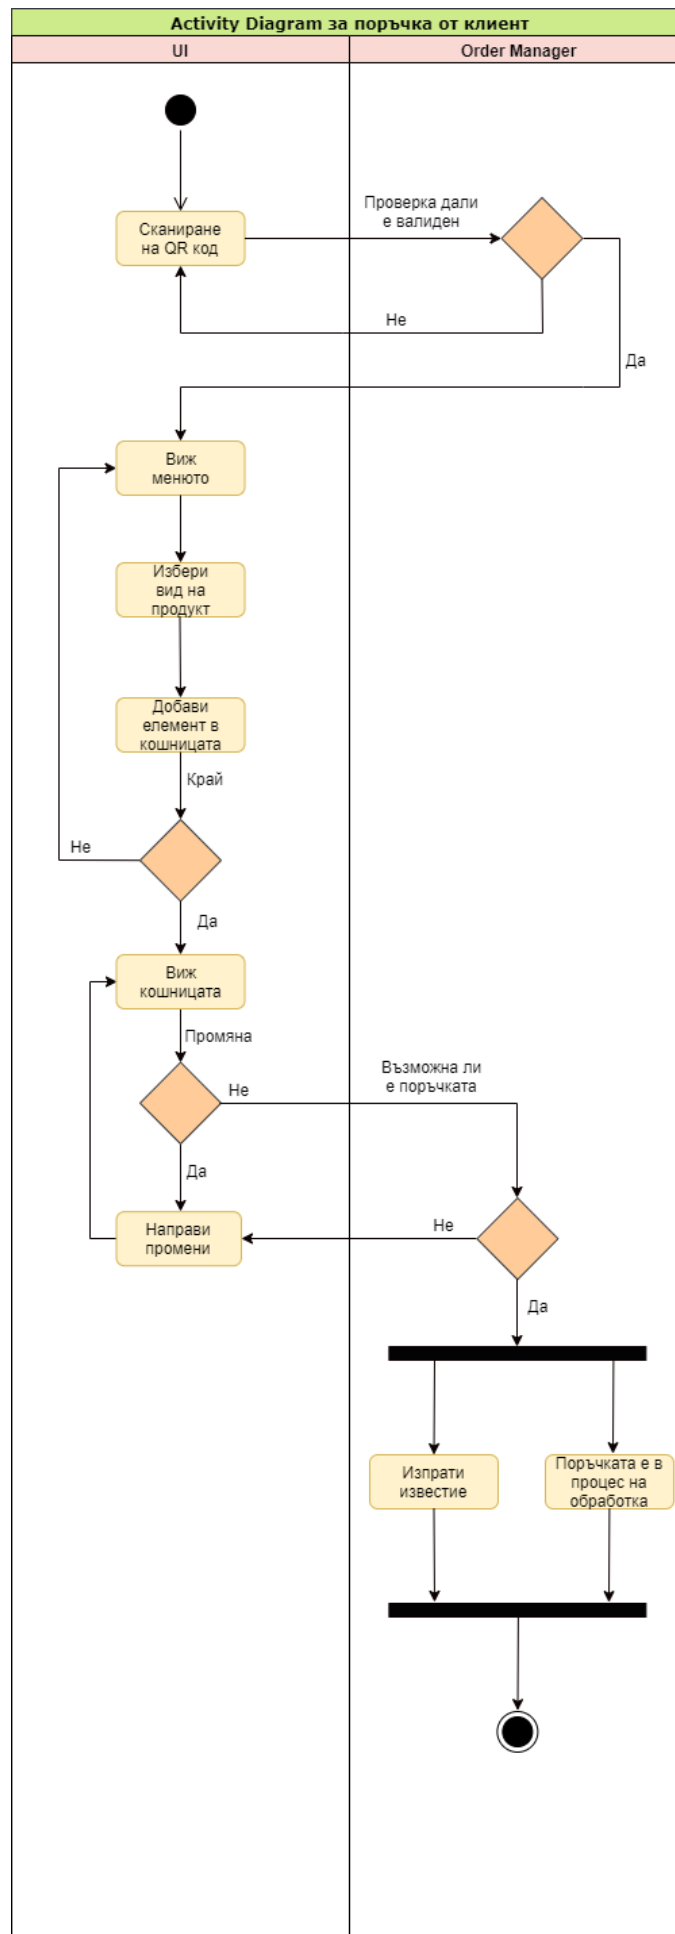 Activity Diagram за поръчка от клиент
UI
Order Manager
Сканиране
на QR код
Проверка дали
е валиден
Не
Да
Виж
менюто
Избери
вид на
продукт
Добави
елемент в
кошницата
Край
Не
Да
Виж
кошницата
Промяна
Не
Възможна ли
е поръчката
Да
Направи
промени
Не
Да
Изпрати
известие
Поръчката е в
процес на
обработка